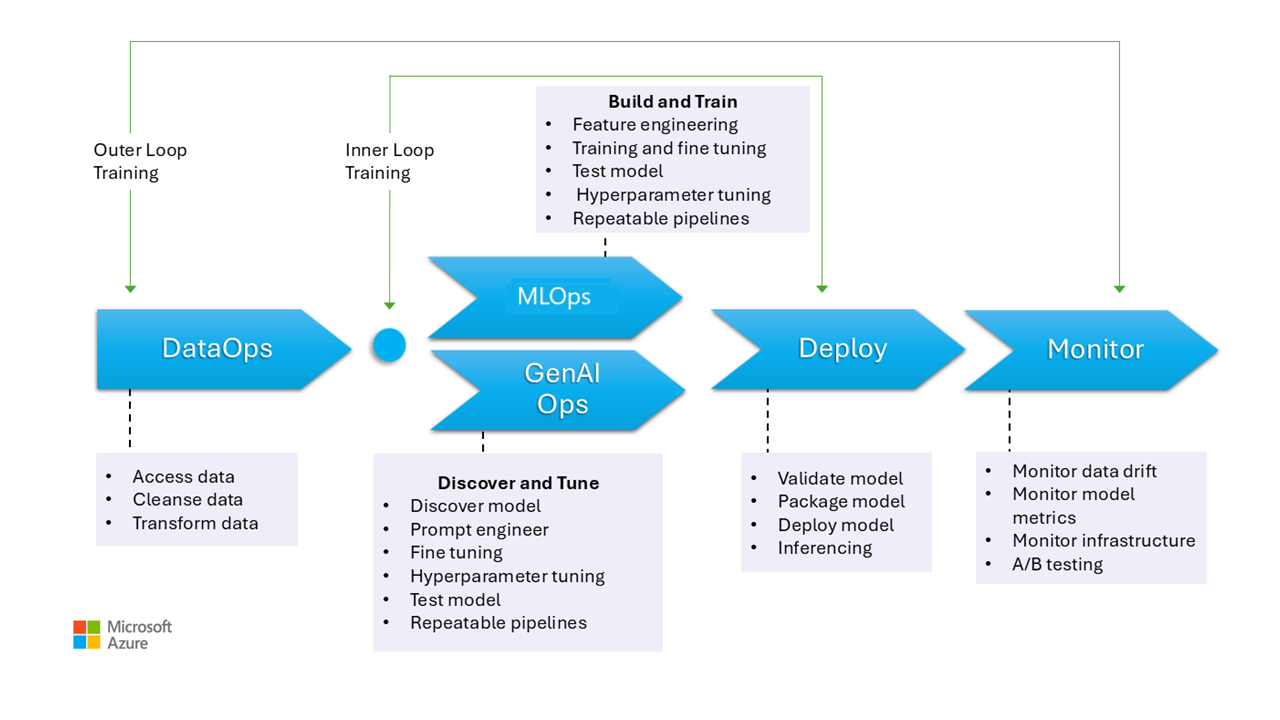 Outer Loop
Training
Inner Loop
Training
Build and Train
• Feature engineering
• Training and fine tuning
• Test model
• Hyperparameter tuning
• Repeatable pipelines
DataOps
MLOps
GenAI
Ops
Deploy
Monitor
• Access data
• Cleanse data
• Transform data
Discover and Tune
• Discover model
• Prompt engineer
• Fine tuning
• Hyperparameter tuning
• Test model
• Repeatable pipelines
• Validate model
• Package model
• Deploy model
• Inferencing
• Monitor data drift
• Monitor model
metrics
• Monitor infrastructure
• A/B testing
Microsoft
Azure